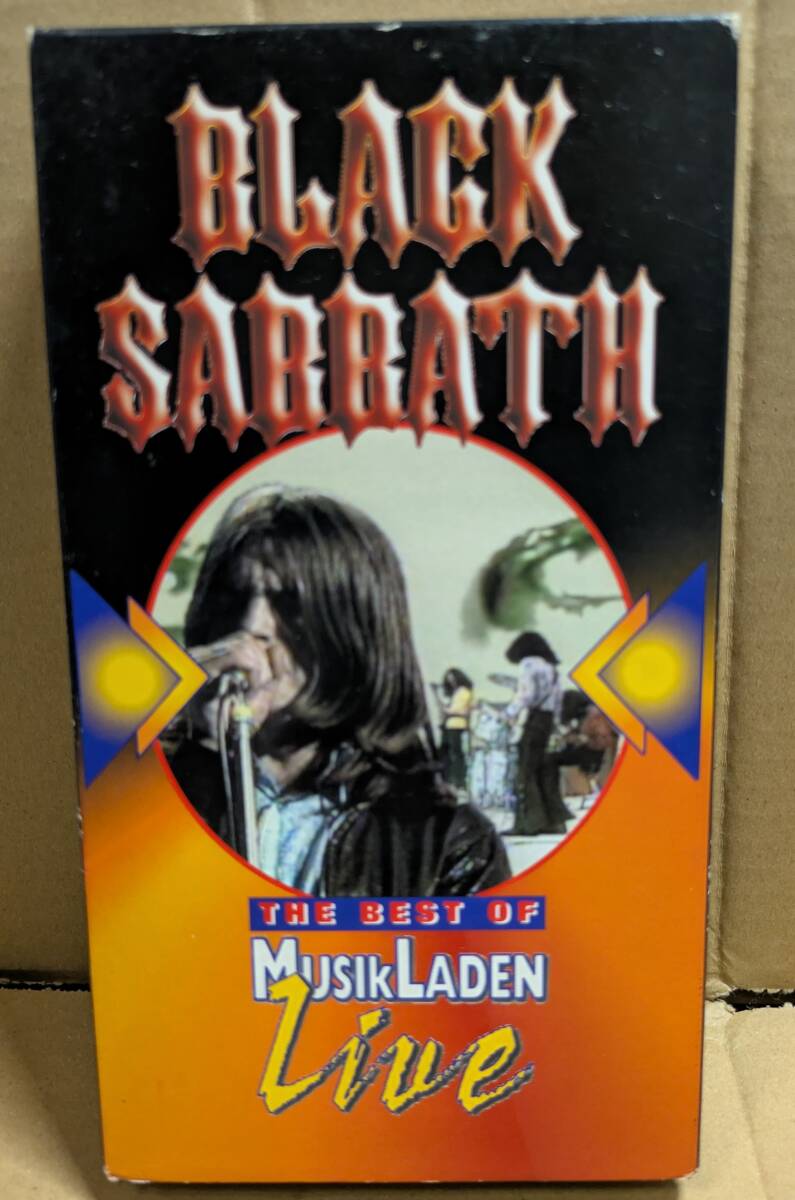 BLACK
SABBATH
THE BEST OF
MUSIKLADEN
Live